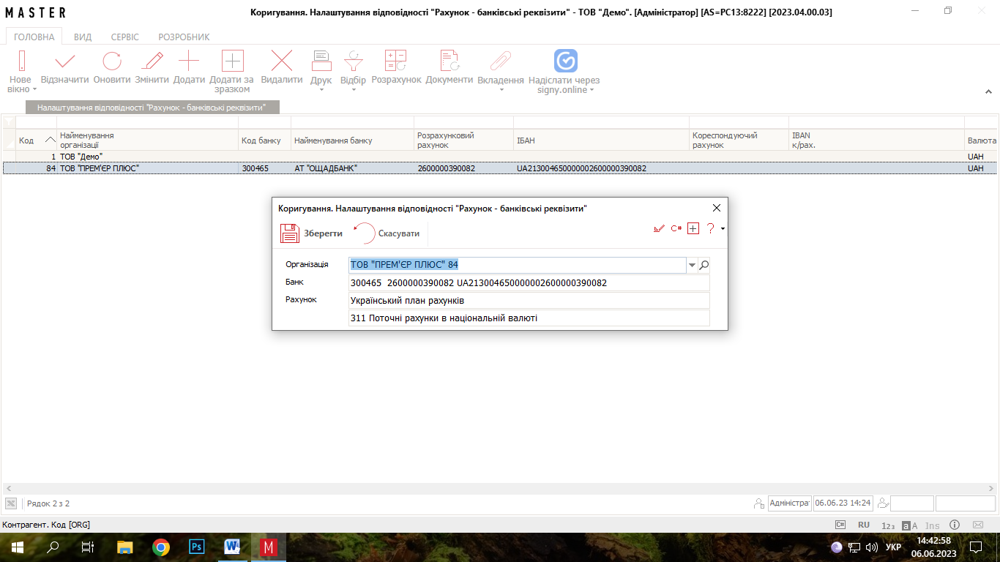 MASTER
Коригування. Налаштування відповідності "Рахунок - банківські реквізити" - ТОВ "Демо". [Адміністратор] [AS=PC13:8222] [2023.04.00.03]
ГОЛОВНА ВИД СЕРВІС РОЗРОБНИК
Нове вікно
Відзначити
Оновити
Змінити
Додати
Додати за зразком
Видалити
Друк
Відбір
Розрахунок
Документи
Вкладення
Надіслати через signy.online
Налаштування відповідності "Рахунок - банківські реквізити"
Код Найменування організації Код банку Найменування банку Розрахунковий рахунок ІБАН Кореспондуючий рахунок IBAN к/рах. Валюта
1 ТОВ "Демо" UAH
84 ТОВ "ПРЕМ'ЄР ПЛЮС" 300465 АТ "ОЩАДБАНК" 2600000390082 UA213004650000002600000390082 UAH
Коригування. Налаштування відповідності "Рахунок - банківські реквізити"
Зберегти Скасувати C# ?
Організація ТОВ "ПРЕМ'ЄР ПЛЮС" 84
Банк 300465 2600000390082 UA213004650000002600000390082
Рахунок Український план рахунків
311 Поточні рахунки в національній валюті
Рядок 2 з 2 Адміністра 06.06.23 14:24
Контрагент. Код [ORG] C# RU 123 aA Ins
Ps W M УКР 14:42:58
06.06.2023